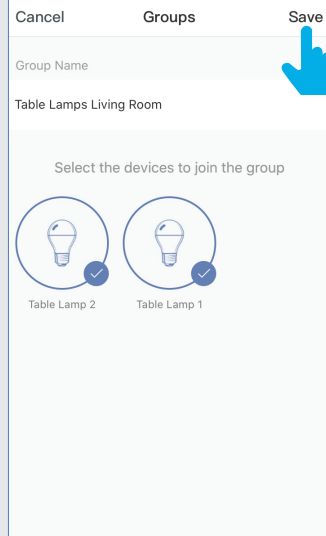 Cancel Groups Save
Group Name
Table Lamps Living Room
Select the devices to join the group
Table Lamp 2 Table Lamp 1